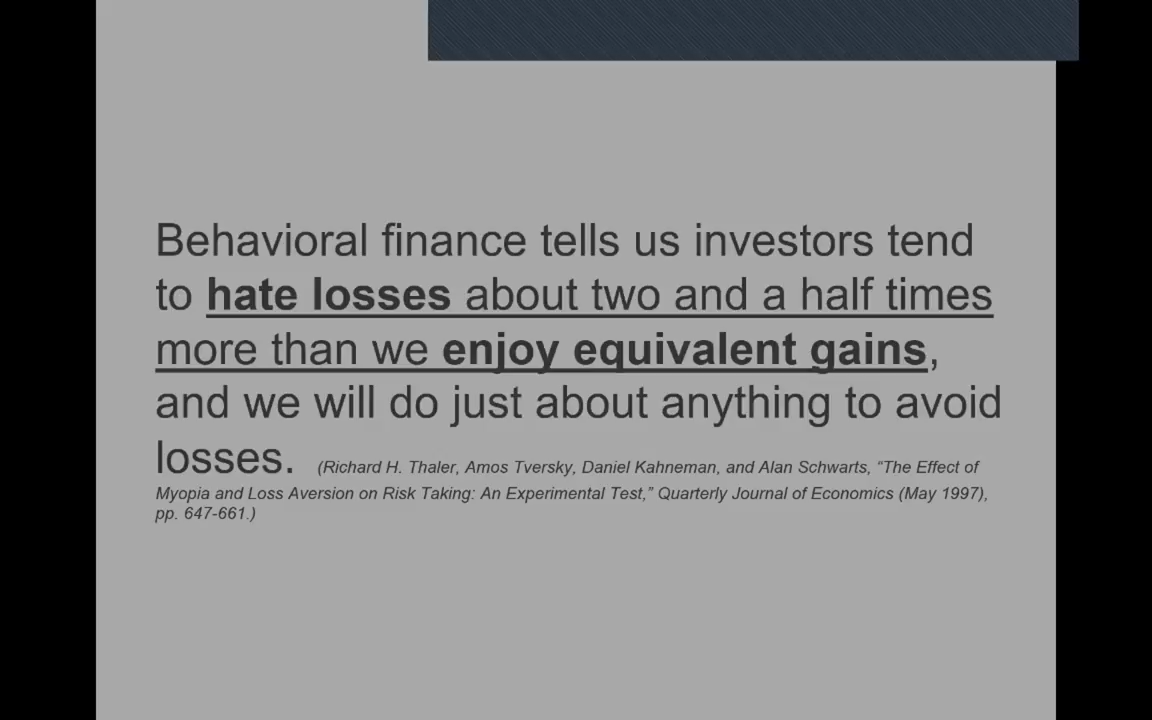 Behavioral finance tells us investors tend
to hate losses about two and a half times
more than we enjoy equivalent gains,
and we will do just about anything to avoid
losses. (Richard H. Thaler, Amos Tversky, Daniel Kahneman, and Alan Schwarts, “The Effect of
Myopia and Loss Aversion on Risk Taking: An Experimental Test,” Quarterly Journal of Economics (May 1997),
pp. 647-661.)